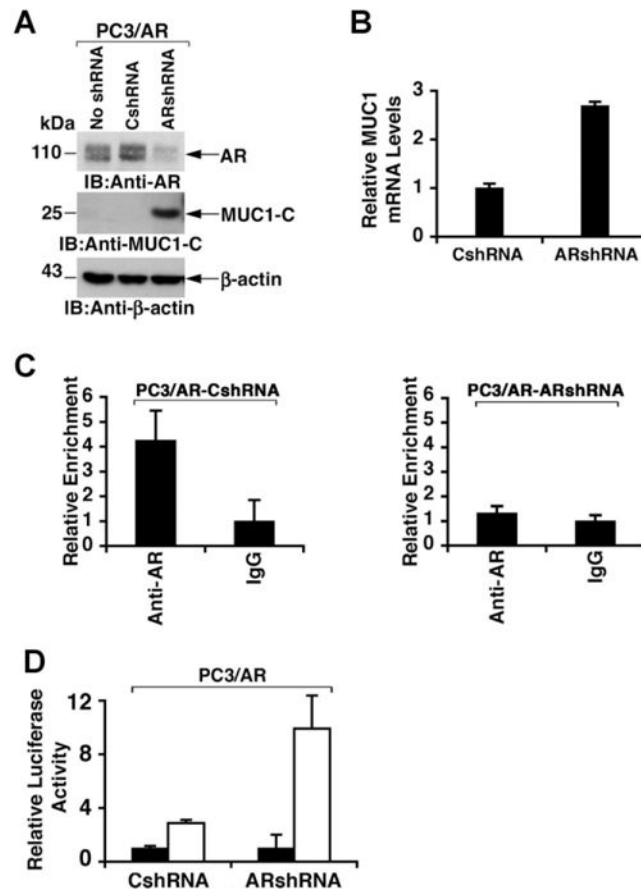 A
PC3/AR
No shRNA
CshRNA
ARshRNA
kDa
110
AR
IB:Anti-AR
25
MUC1-C
IB:Anti-MUC1-C
43
β-actin
IB:Anti-β-actin
B
Relative MUC1
mRNA Levels
3
2
1
0
CshRNA ARshRNA
C
PC3/AR-CshRNA
Relative Enrichment
6
5
4
3
2
1
0
Anti-AR
IgG
PC3/AR-ARshRNA
Relative Enrichment
6
5
4
3
2
1
0
Anti-AR
IgG
D
PC3/AR
Relative Luciferase
Activity
12
8
4
0
CshRNA ARshRNA